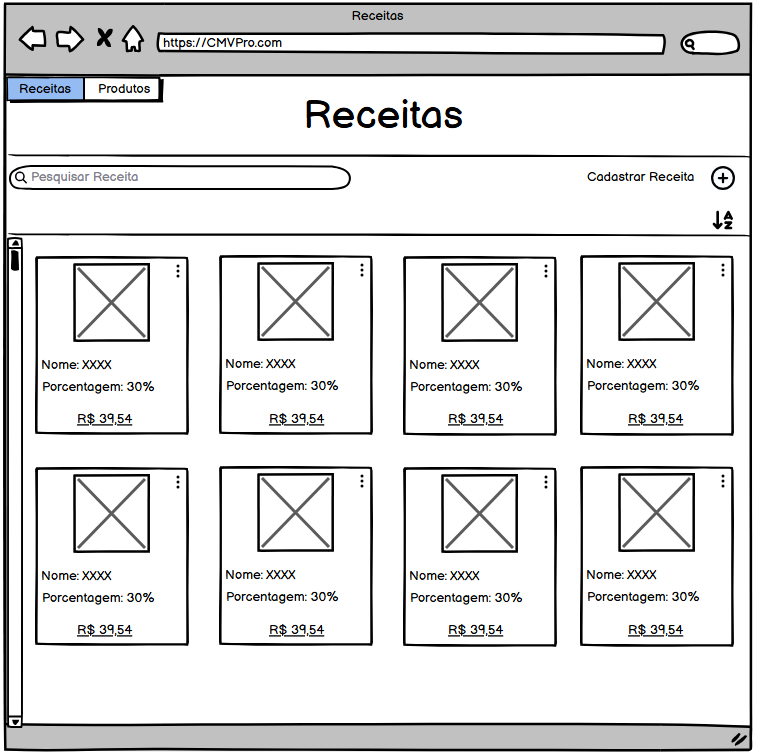 Receitas
https://CMVPro.com
Receitas Produtos
Receitas
Pesquisar Receita
Cadastrar Receita
A
Z
Nome: XXXX
Porcentagem: 30%
R$ 39,54
Nome: XXXX
Porcentagem: 30%
R$ 39,54
Nome: XXXX
Porcentagem: 30%
R$ 39,54
Nome: XXXX
Porcentagem: 30%
R$ 39,54
Nome: XXXX
Porcentagem: 30%
R$ 39,54
Nome: XXXX
Porcentagem: 30%
R$ 39,54
Nome: XXXX
Porcentagem: 30%
R$ 39,54
Nome: XXXX
Porcentagem: 30%
R$ 39,54